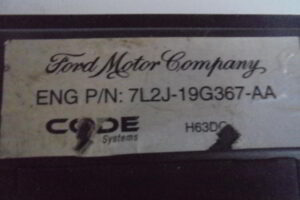 Ford Motor Company
ENG P/N: 7L2J-19G367-AA
CODE H63DC
Systems